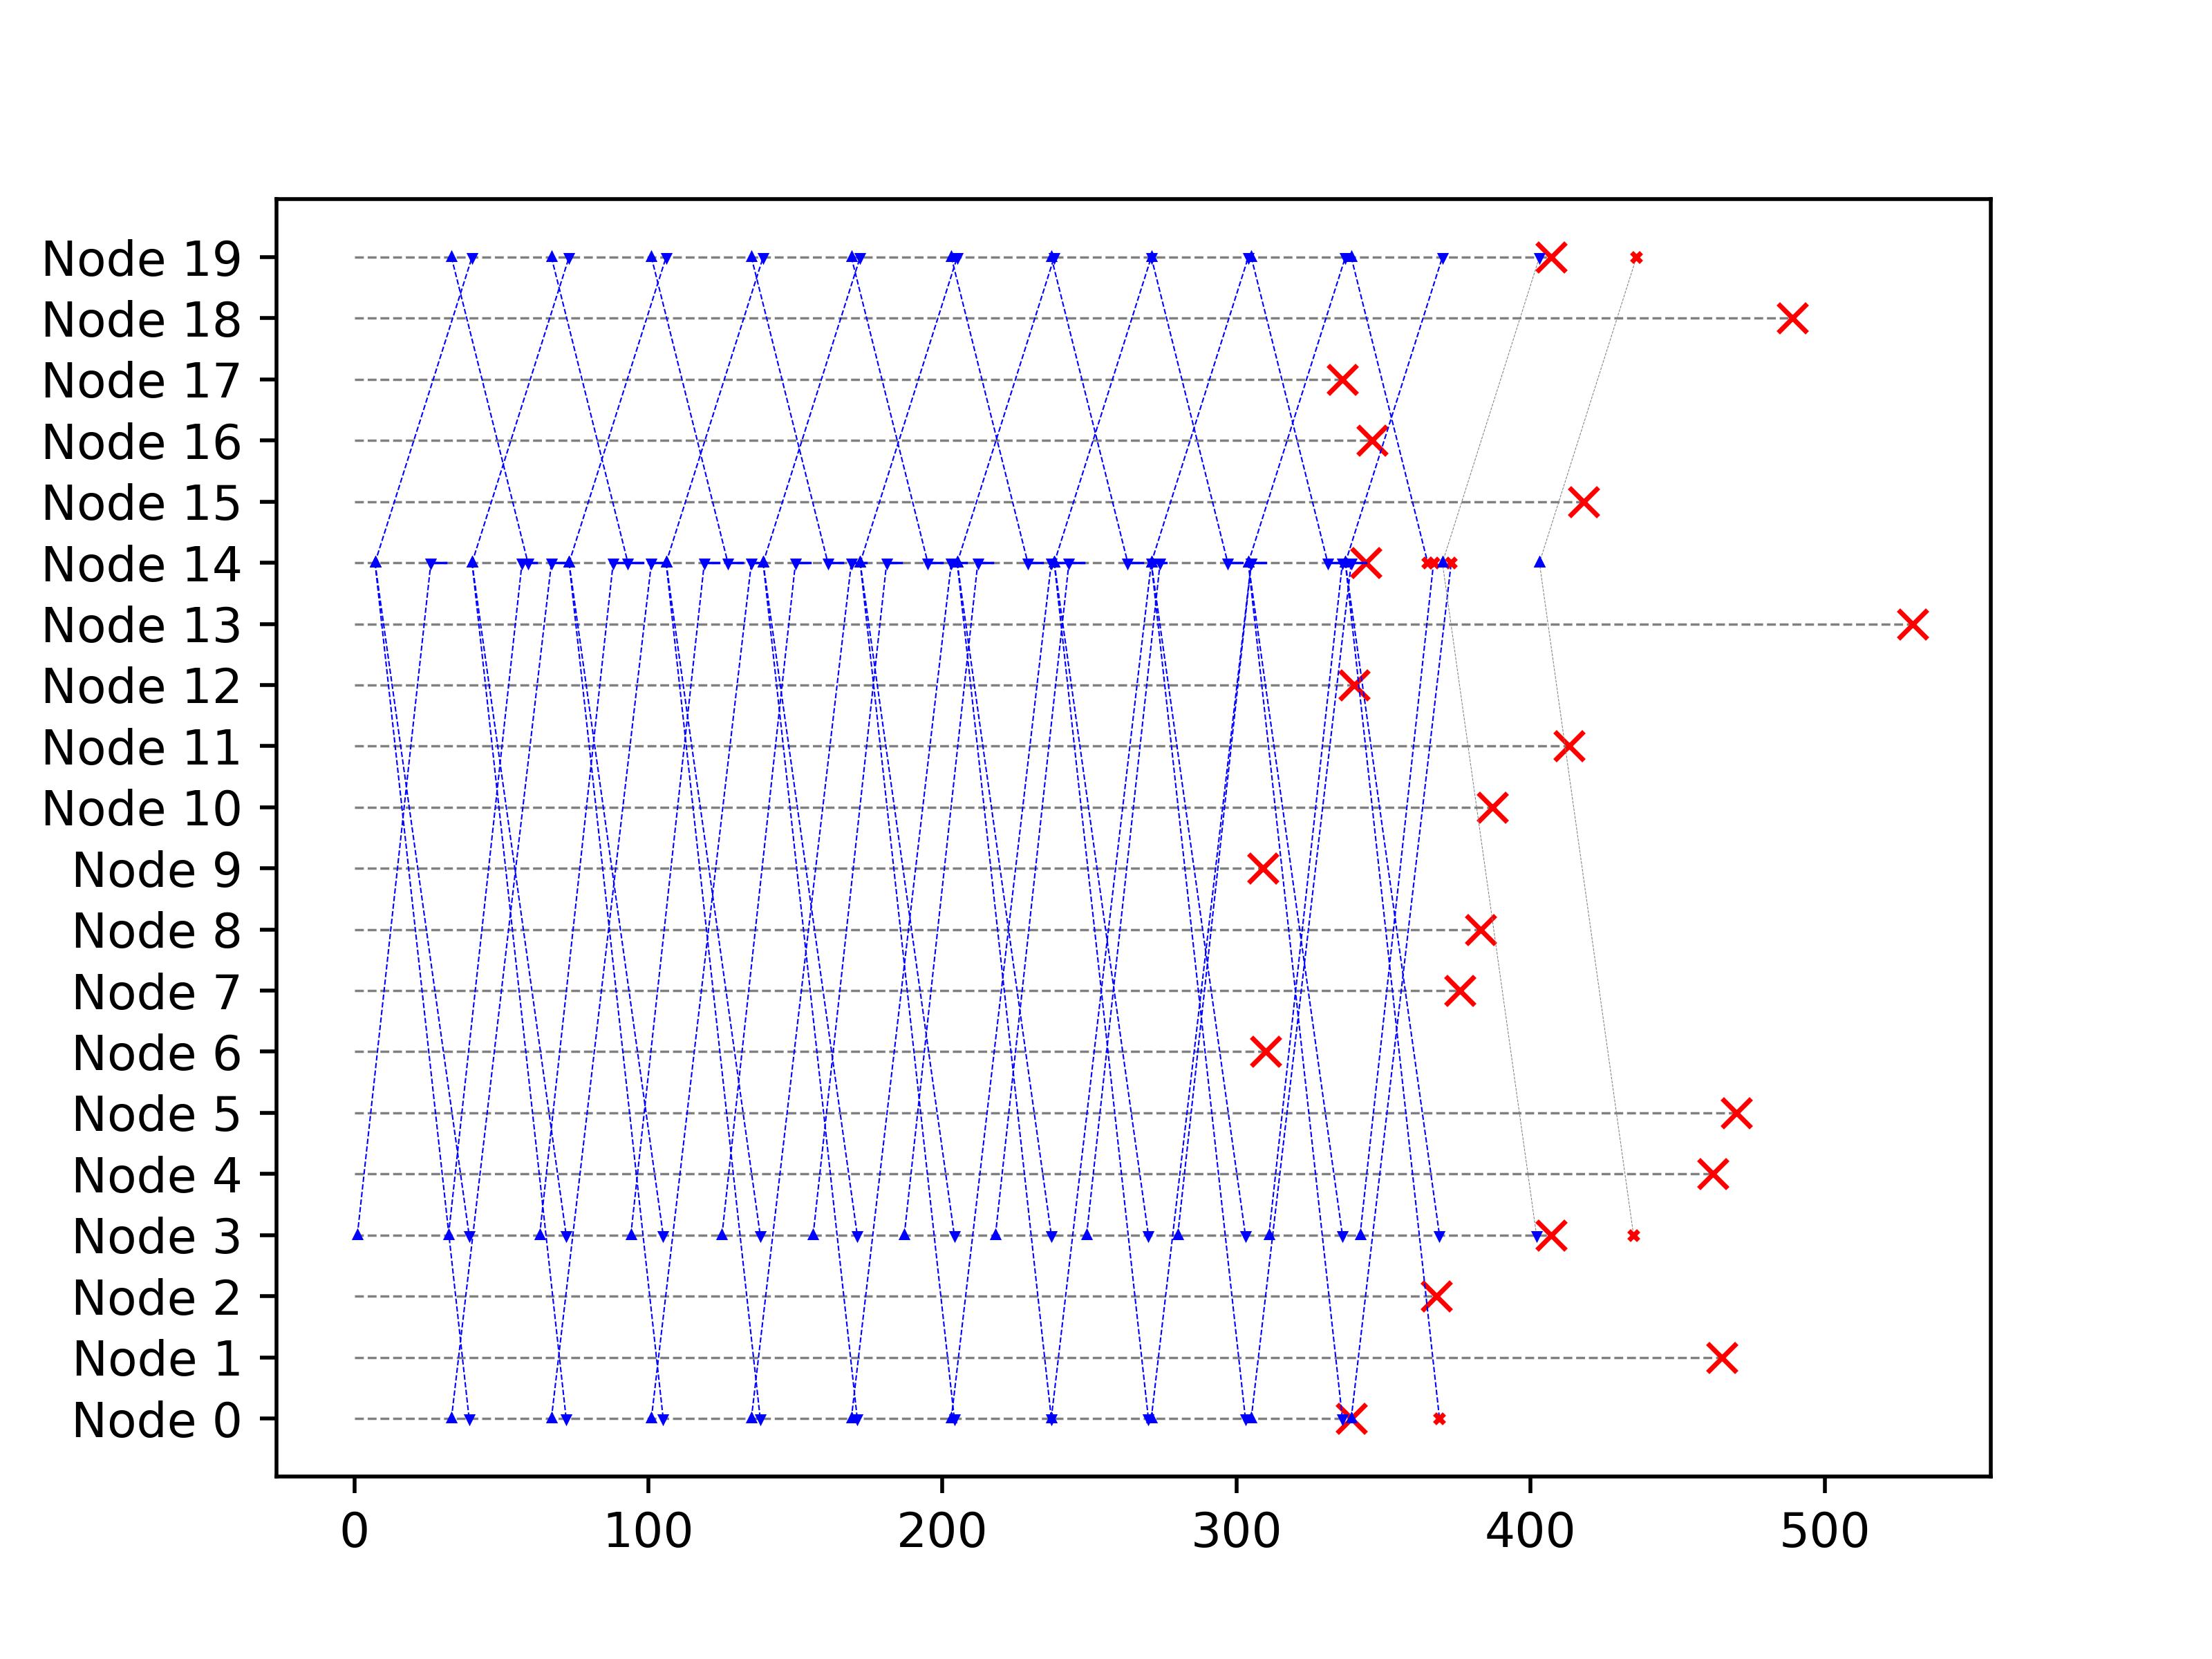 Node 19
Node 18
Node 17
Node 16
Node 15
Node 14
Node 13
Node 12
Node 11
Node 10
Node 9
Node 8
Node 7
Node 6
Node 5
Node 4
Node 3
Node 2
Node 1
Node 0
0 100 200 300 400 500